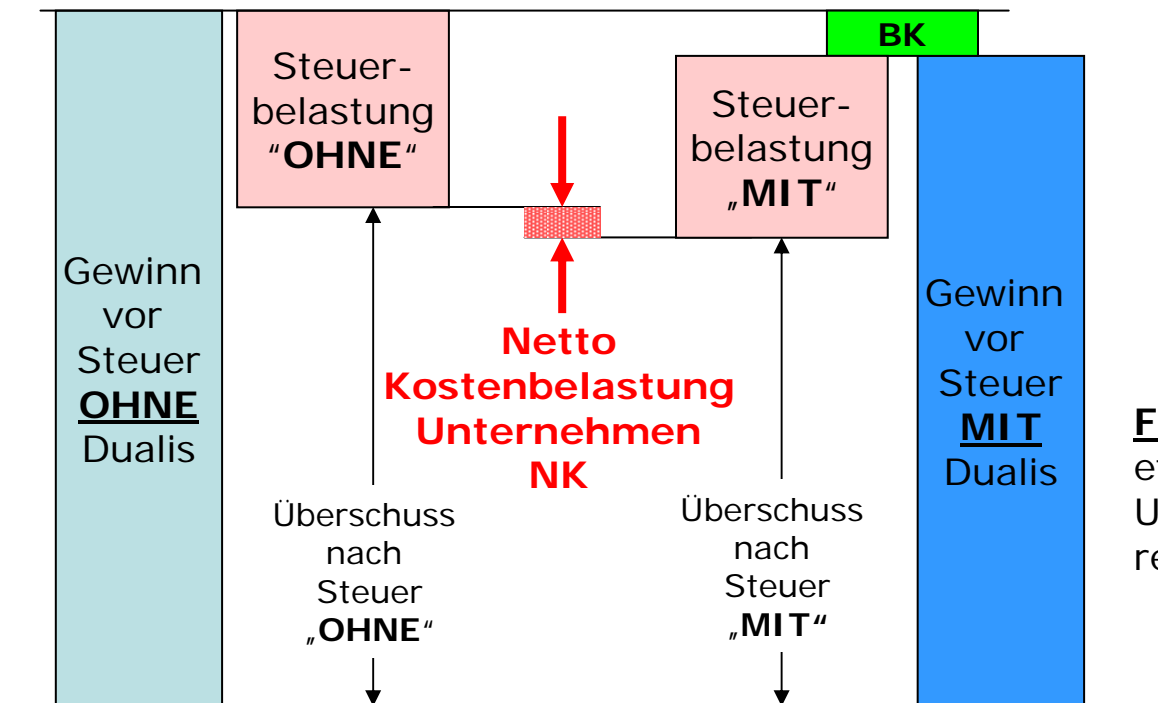 Gewinn
vor
Steuer
OHNE
Dualis
Steuer-
belastung
“OHNE“
Überschuss
nach
Steuer
„OHNE“
Netto
Kostenbelastung
Unternehmen
NK
BK
Steuer-
belastung
„MIT“
Überschuss
nach
Steuer
„MIT“
Gewinn
vor
Steuer
MIT
Dualis